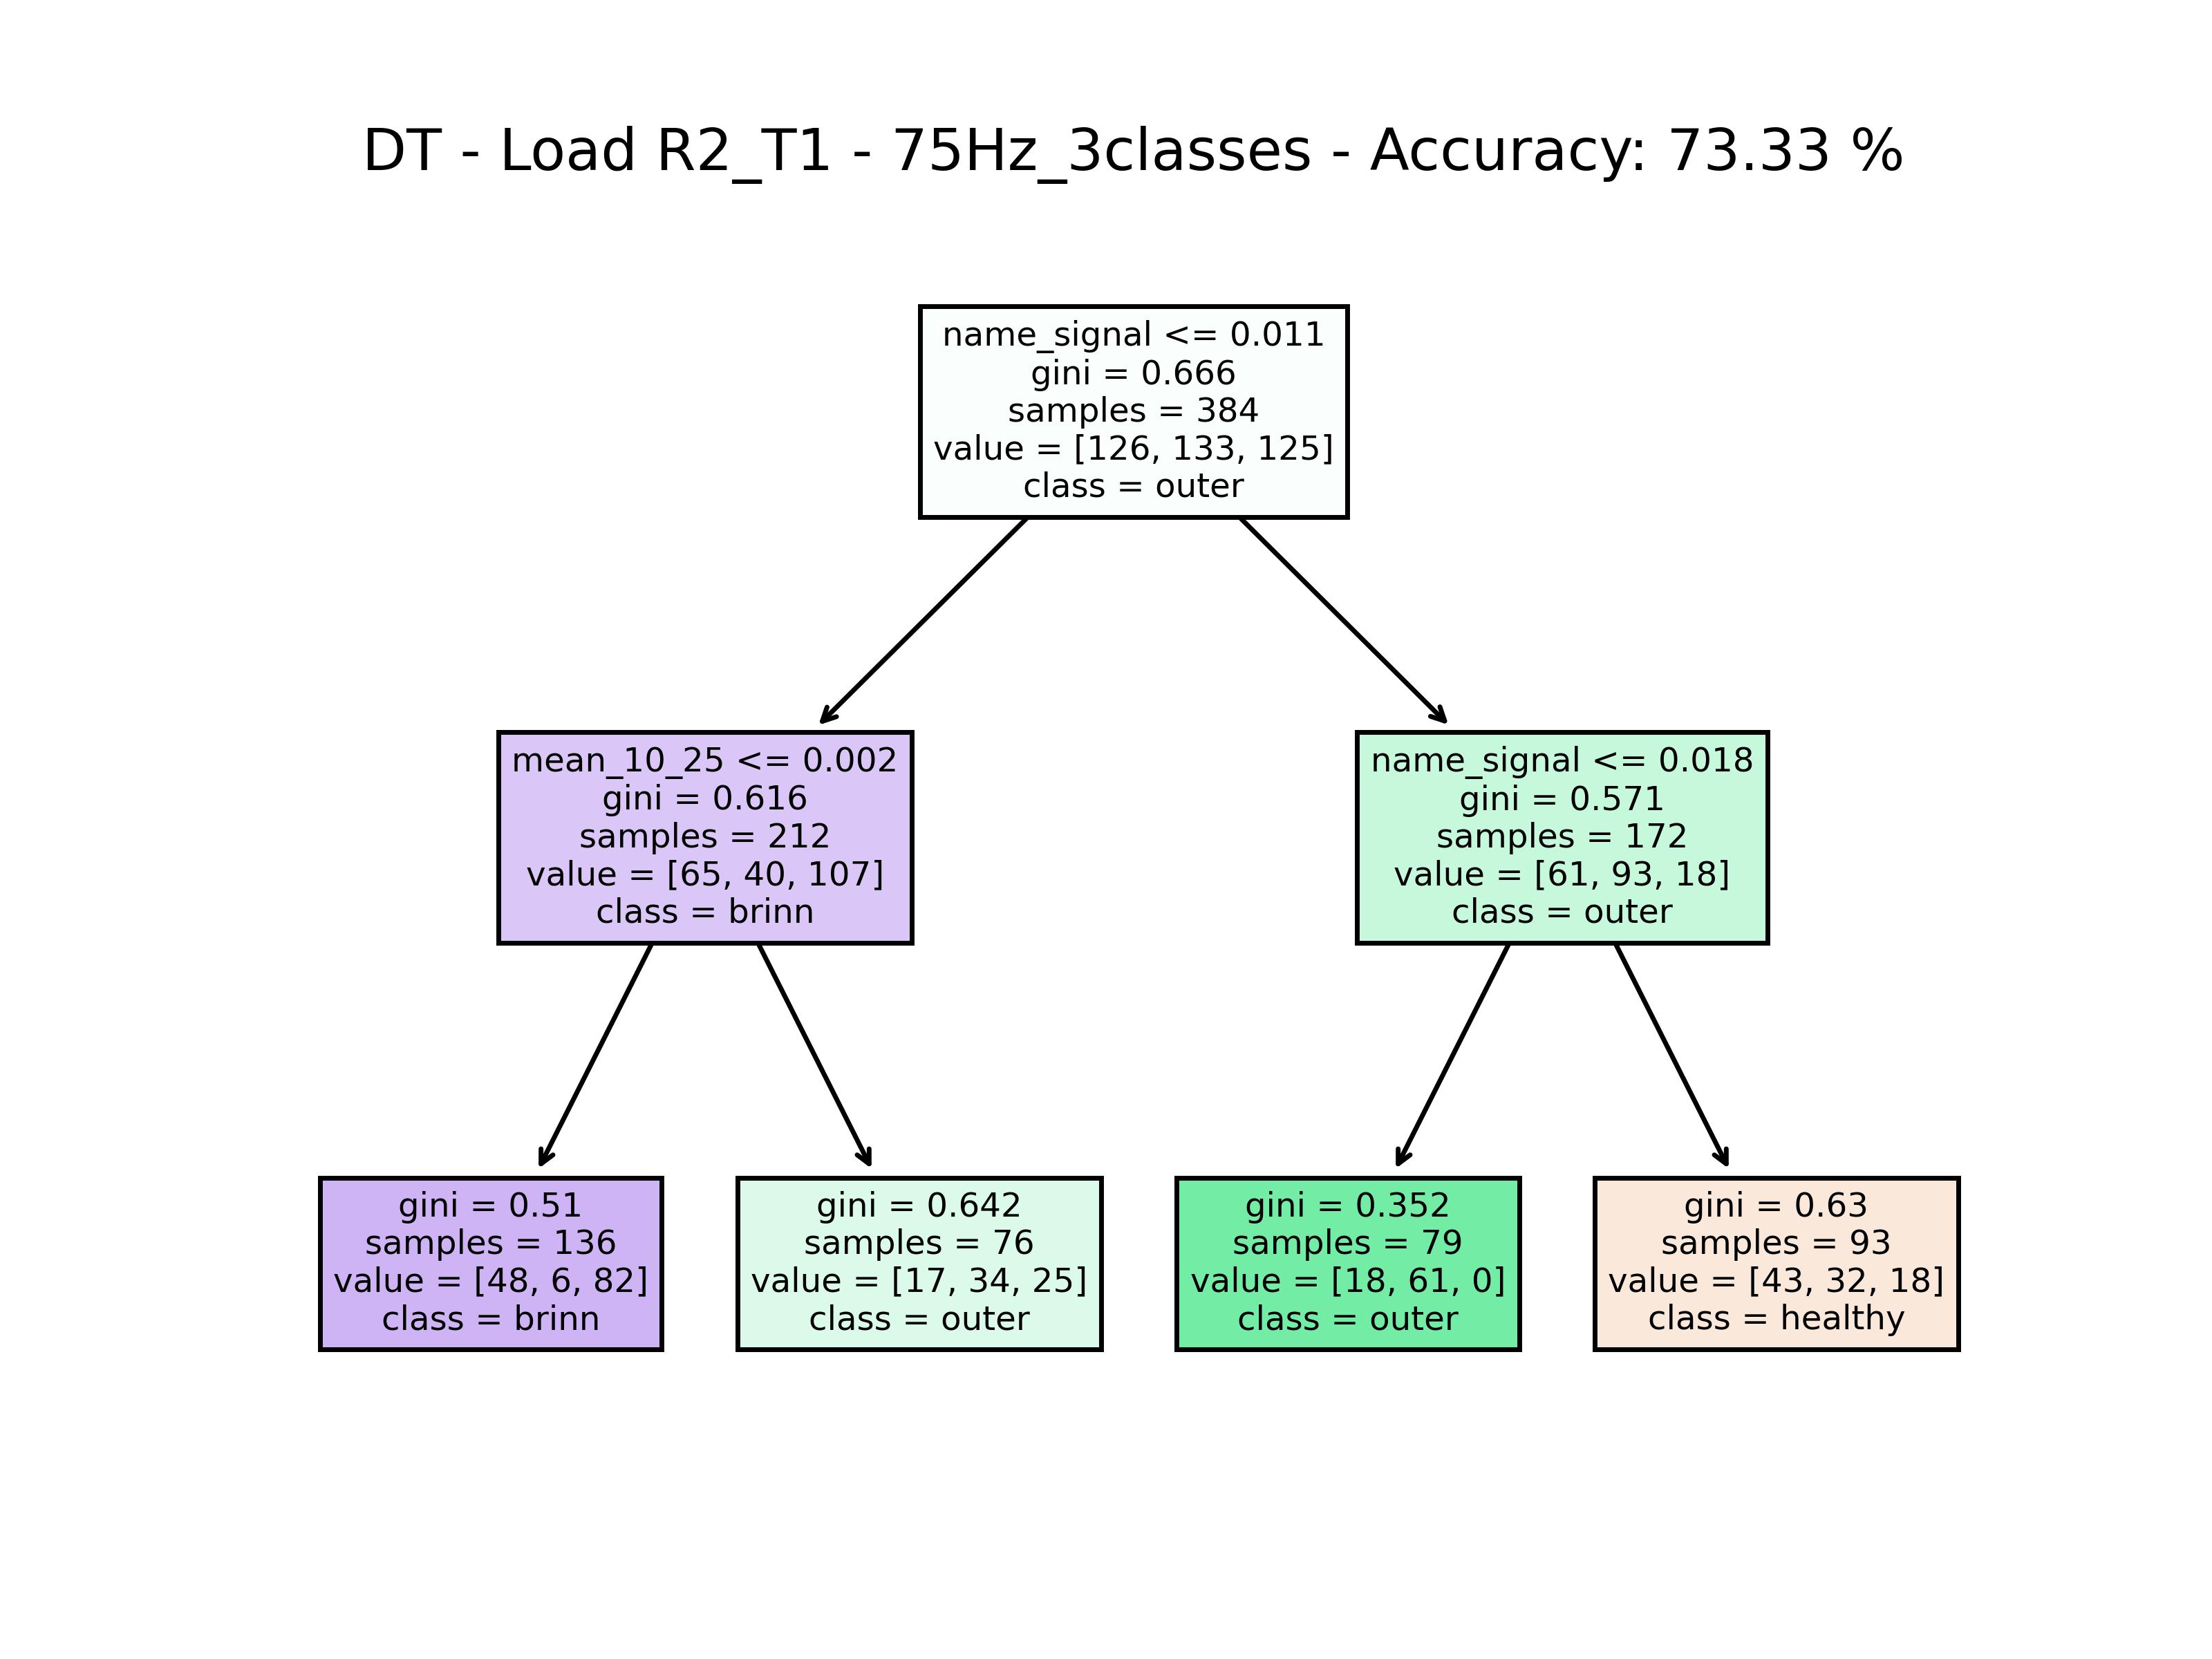 DT - Load R2_T1 - 75Hz_3classes - Accuracy: 73.33 %
name_signal <= 0.011
gini = 0.666
samples = 384
value = [126, 133, 125]
class = outer
mean_10_25 <= 0.002
gini = 0.616
samples = 212
value = [65, 40, 107]
class = brinn
name_signal <= 0.018
gini = 0.571
samples = 172
value = [61, 93, 18]
class = outer
gini = 0.51
samples = 136
value = [48, 6, 82]
class = brinn
gini = 0.642
samples = 76
value = [17, 34, 25]
class = outer
gini = 0.352
samples = 79
value = [18, 61, 0]
class = outer
gini = 0.63
samples = 93
value = [43, 32, 18]
class = healthy